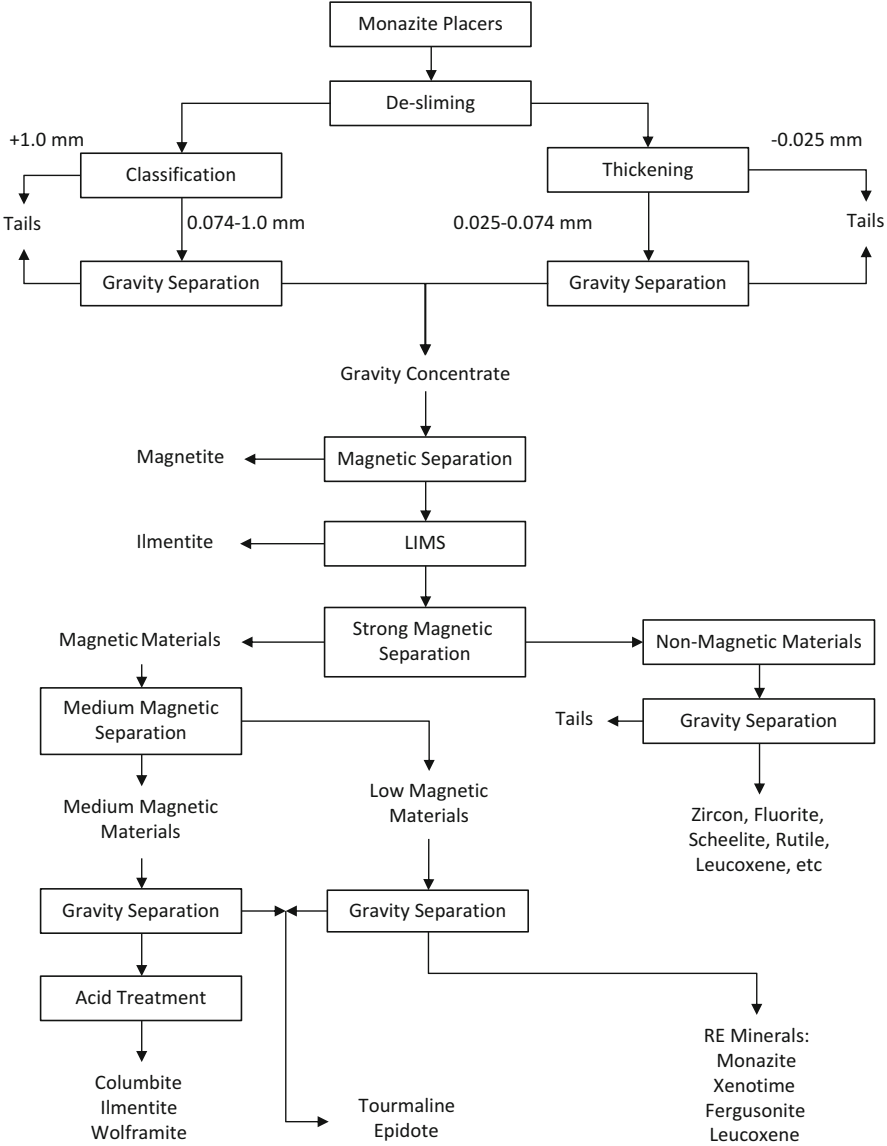 Monazite Placers
De-sliming
+1.0 mm
-0.025 mm
Classification
Thickening
Tails
0.074-1.0 mm
0.025-0.074 mm
Tails
Gravity Separation
Gravity Separation
Gravity Concentrate
Magnetite
Magnetic Separation
Ilmentite
LIMS
Magnetic Materials
Strong Magnetic
Separation
Non-Magnetic Materials
Medium Magnetic
Separation
Tails
Gravity Separation
Medium Magnetic
Materials
Low Magnetic
Materials
Zircon, Fluorite,
Scheelite, Rutile,
Leucoxene, etc
Gravity Separation
Gravity Separation
Acid Treatment
Columbite
Ilmentite
Wolframite
Tourmaline
Epidote
RE Minerals:
Monazite
Xenotime
Fergusonite
Leucoxene